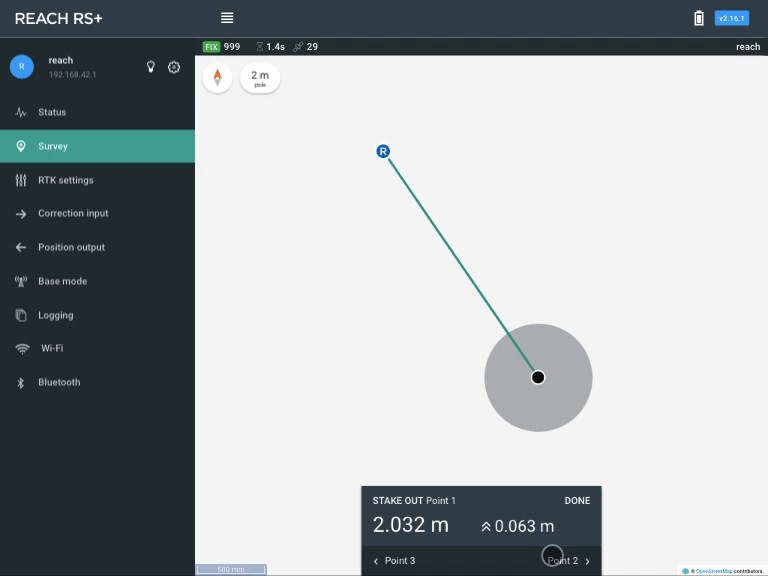 REACH RS+
v2.16.1
FIX 999 1.4s 29 reach
R reach
192.168.42.1
2 m
pole
Status
R
Survey
RTK settings
Correction input
Position output
Base mode
Logging
Wi-Fi
Bluetooth
STAKE OUT Point 1 DONE
2.032 m 0.063 m
Point 3 Point 2
500 mm
© OpenStreetMap contributors.